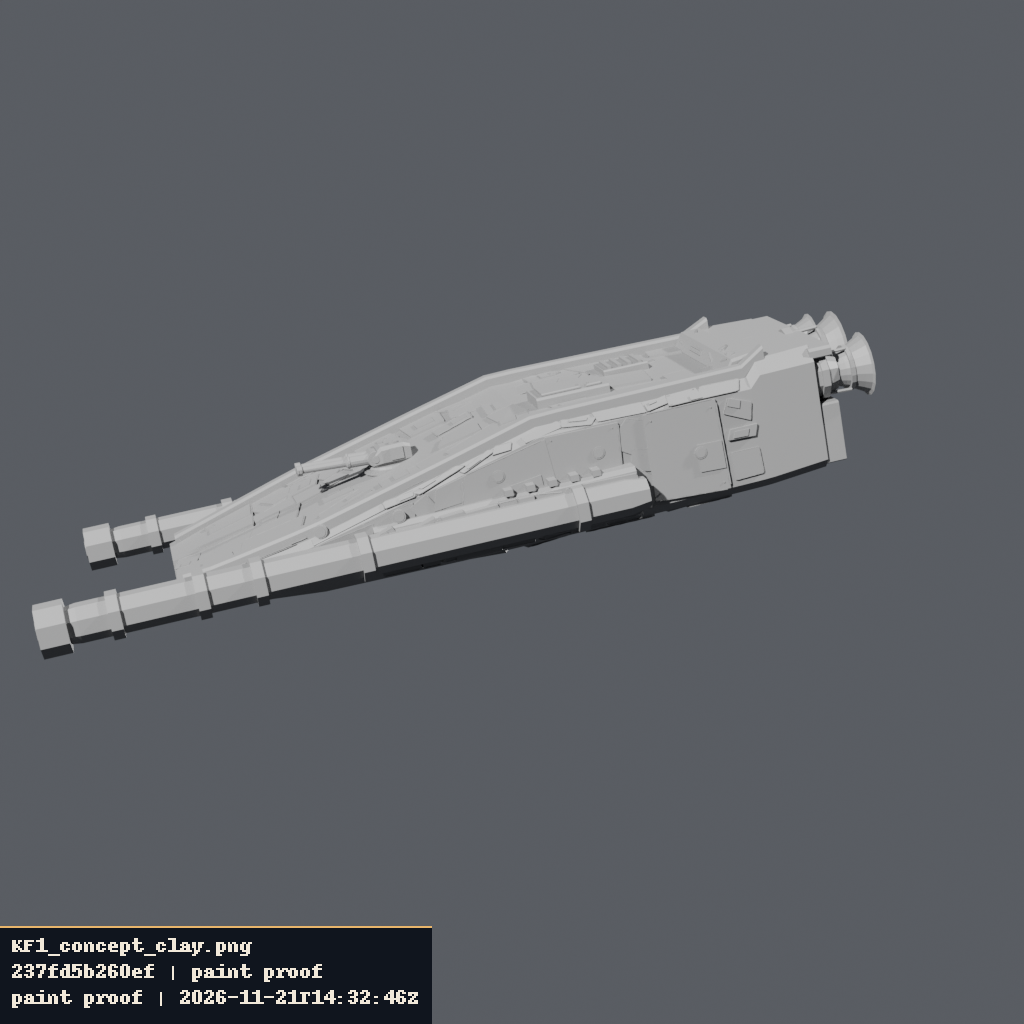 KF1_concept_clay.png
237fd5b260ef | paint proof
paint proof | 2026-11-21T14:32:46Z